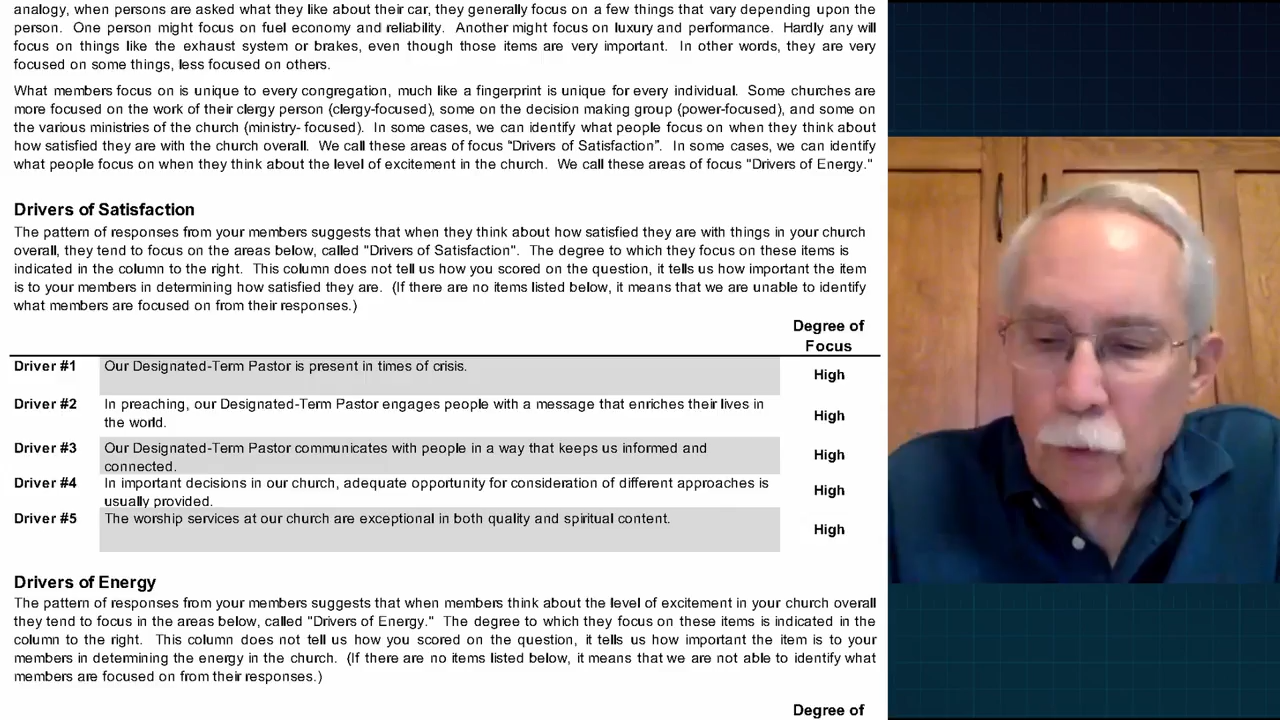 analogy, when persons are asked what they like about their car, they generally focus on a few things that vary depending upon the
person. One person might focus on fuel economy and reliability. Another might focus on luxury and performance. Hardly any will
focus on things like the exhaust system or brakes, even though those items are very important. In other words, they are very
focused on some things, less focused on others.
What members focus on is unique to every congregation, much like a fingerprint is unique for every individual. Some churches are
more focused on the work of their clergy person (clergy-focused), some on the decision making group (power-focused), and some on
the various ministries of the church (ministry- focused). In some cases, we can identify what people focus on when they think about
how satisfied they are with the church overall. We call these areas of focus "Drivers of Satisfaction". In some cases, we can identify
what people focus on when they think about the level of excitement in the church. We call these areas of focus "Drivers of Energy."
Drivers of Satisfaction
The pattern of responses from your members suggests that when they think about how satisfied they are with things in your church
overall, they tend to focus on the areas below, called "Drivers of Satisfaction". The degree to which they focus on these items is
indicated in the column to the right. This column does not tell us how you scored on the question, it tells us how important the item
is to your members in determining how satisfied they are. (If there are no items listed below, it means that we are unable to identify
what members are focused on from their responses.)
Degree of
Focus
Driver #1 Our Designated-Term Pastor is present in times of crisis. High
Driver #2 In preaching, our Designated-Term Pastor engages people with a message that enriches their lives in
the world. High
Driver #3 Our Designated-Term Pastor communicates with people in a way that keeps us informed and
connected. High
Driver #4 In important decisions in our church, adequate opportunity for consideration of different approaches is
usually provided. High
Driver #5 The worship services at our church are exceptional in both quality and spiritual content. High
Drivers of Energy
The pattern of responses from your members suggests that when members think about the level of excitement in your church overall
they tend to focus in the areas below, called "Drivers of Energy." The degree to which they focus on these items is indicated in the
column to the right. This column does not tell us how you scored on the question, it tells us how important the item is to your
members in determining the energy in the church. (If there are no items listed below, it means that we are not able to identify what
members are focused on from their responses.)
Degree of